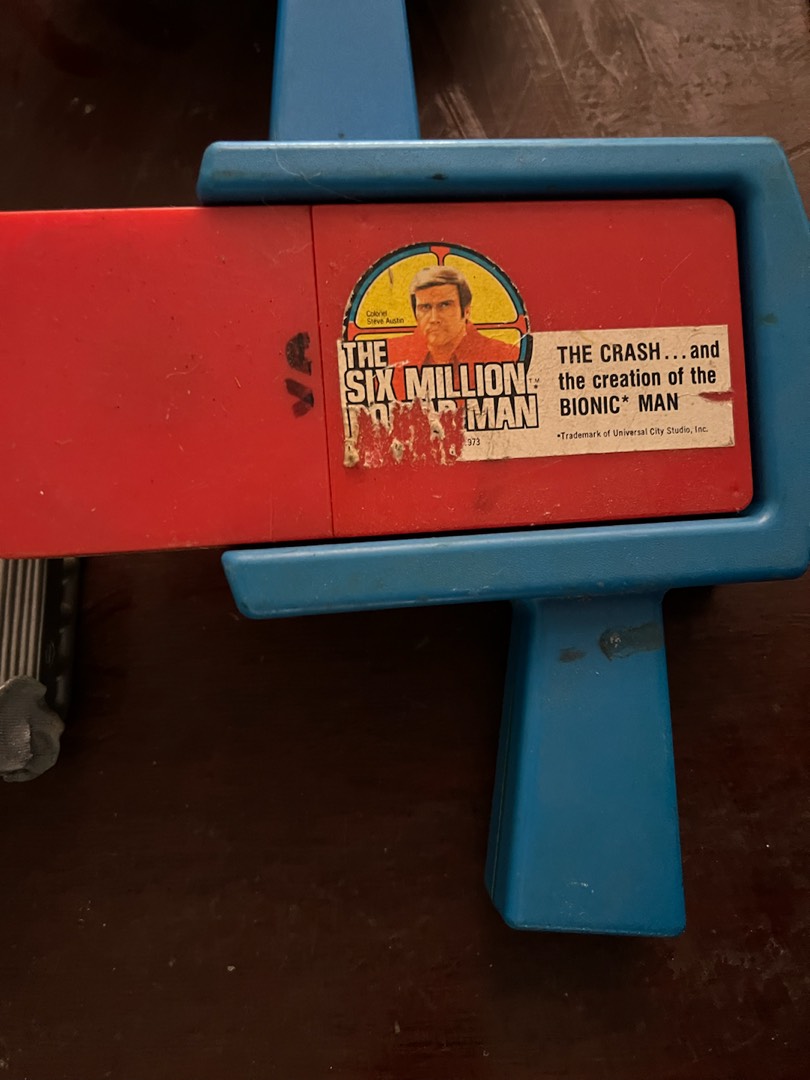 Colonel
Steve Austin
THE
SIX MILLION™
MAN
973
THE CRASH...and
the creation of the
BIONIC* MAN
*Trademark of Universal City Studio, Inc.